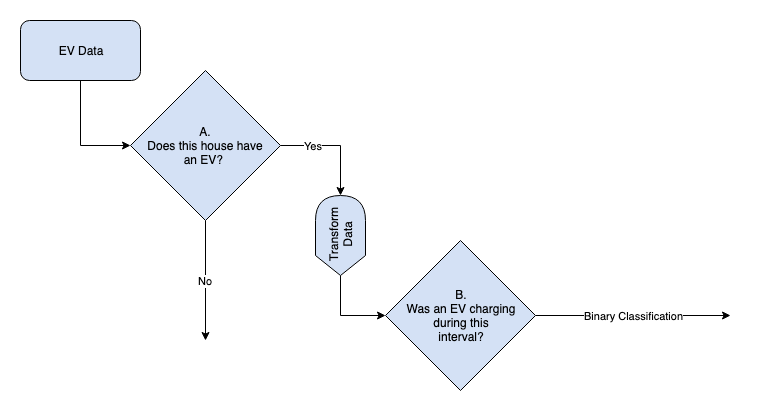 EV Data
A.
Does this house have
an EV?
Yes
Transform
Data
No
B.
Was an EV charging
during this
interval?
Binary Classification